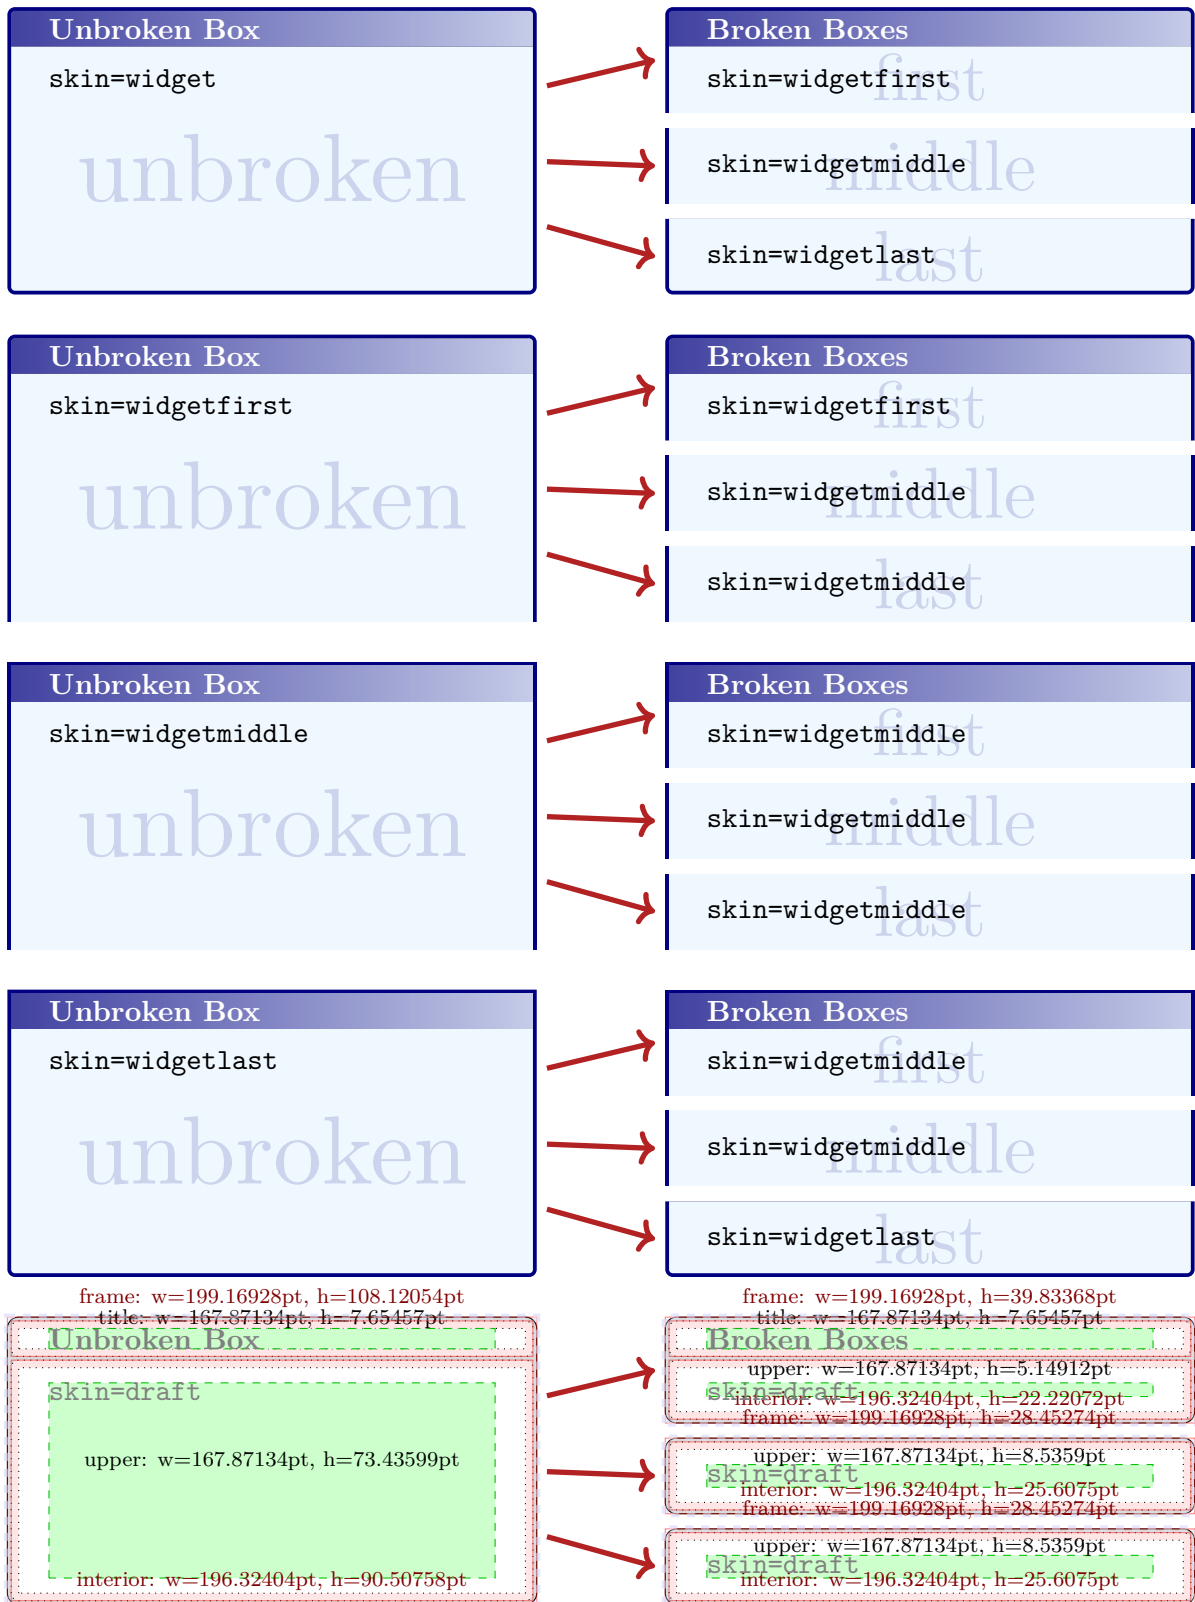 Unbroken Box
skin=widget
unbroken
Broken Boxes
skin=widgetfirst
first
skin=widgetmiddle
middle
skin=widgetlast
last
Unbroken Box
skin=widgetfirst
unbroken
Broken Boxes
skin=widgetfirst
first
skin=widgetmiddle
middle
skin=widgetmiddle
last
Unbroken Box
skin=widgetmiddle
unbroken
Broken Boxes
skin=widgetmiddle
first
skin=widgetmiddle
middle
skin=widgetmiddle
last
Unbroken Box
skin=widgetlast
unbroken
Broken Boxes
skin=widgetmiddle
first
skin=widgetmiddle
middle
skin=widgetlast
last
frame: w=199.16928pt, h=108.12054pt
title: w=167.87134pt, h=7.65457pt
Unbroken Box
skin=draft
upper: w=167.87134pt, h=73.43599pt
interior: w=196.32404pt, h=90.50758pt
frame: w=199.16928pt, h=39.83368pt
title: w=167.87134pt, h=7.65457pt
Broken Boxes
upper: w=167.87134pt, h=5.14912pt
skin=draft
interior: w=196.32404pt, h=22.22072pt
frame: w=199.16928pt, h=28.45274pt
upper: w=167.87134pt, h=8.5359pt
skin=draft
interior: w=196.32404pt, h=25.6075pt
frame: w=199.16928pt, h=28.45274pt
upper: w=167.87134pt, h=8.5359pt
skin=draft
interior: w=196.32404pt, h=25.6075pt